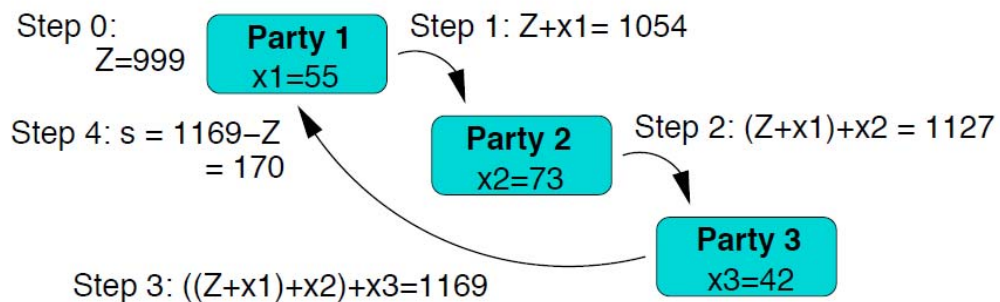 Step 0:
Z=999
Party 1
x1=55
Step 1: Z+x1= 1054
Step 4: s = 1169−Z
= 170
Party 2
x2=73
Step 2: (Z+x1)+x2 = 1127
Party 3
x3=42
Step 3: ((Z+x1)+x2)+x3=1169